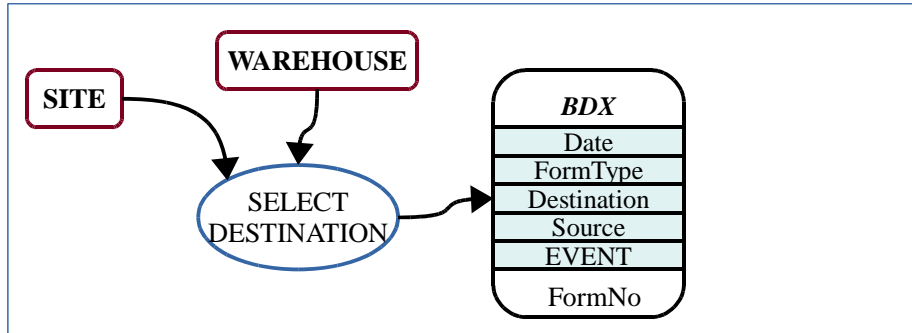 WAREHOUSE
SITE
SELECT
DESTINATION
BDX
Date
FormType
Destination
Source
EVENT
FormNo